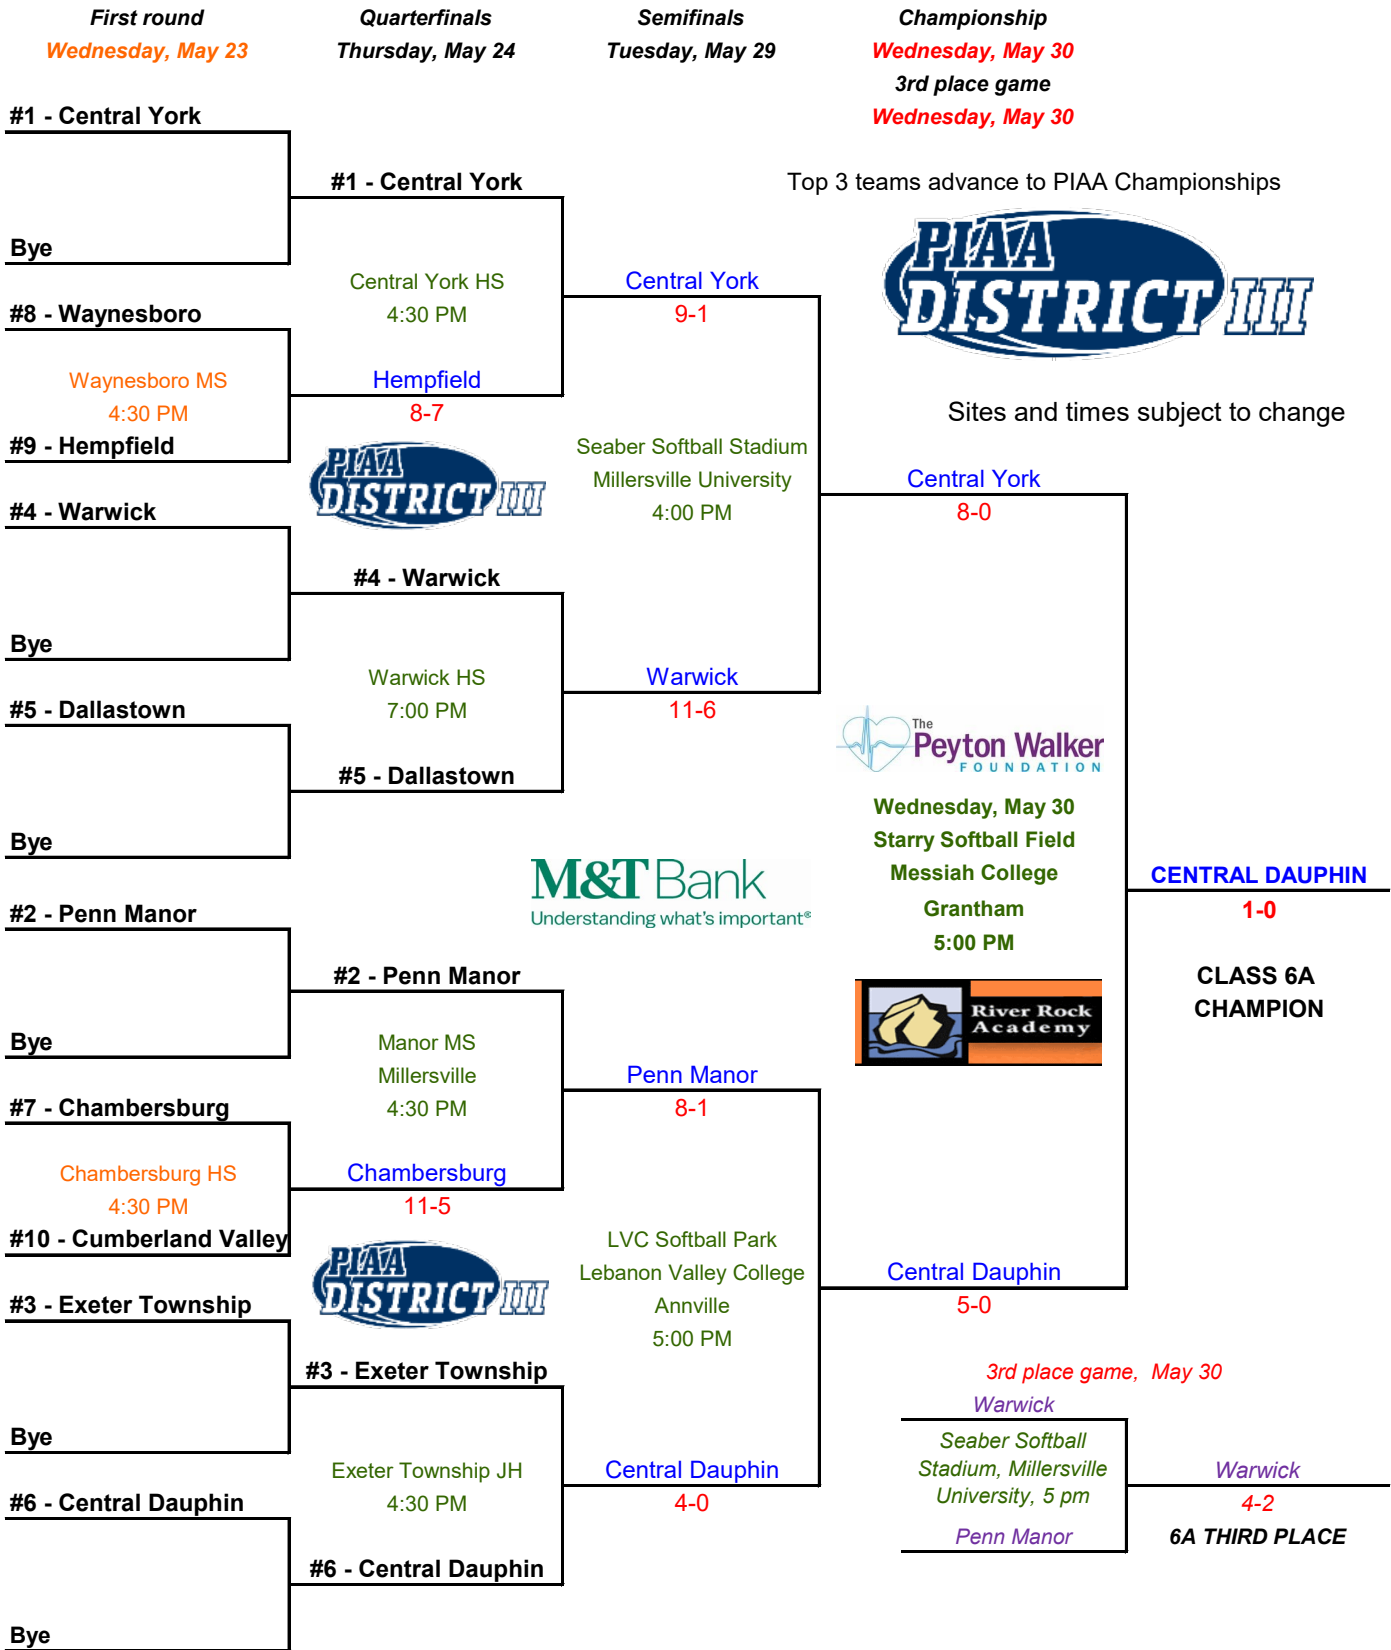 First round
Quarterfinals
Semifinals
Championship
Wednesday, May 23
Thursday, May 24
Tuesday, May 29
Wednesday, May 30
3rd place game
Wednesday, May 30
#1 - Central York
#1 - Central York
Top 3 teams advance to PIAA Championships
PIAA
DISTRICT III
Bye
Central York HS
4:30 PM
Central York
9-1
#8 - Waynesboro
Waynesboro MS
4:30 PM
Hempfield
8-7
Sites and times subject to change
#9 - Hempfield
PIAA
DISTRICT III
Seaber Softball Stadium
Millersville University
4:00 PM
Central York
8-0
#4 - Warwick
#4 - Warwick
Bye
Warwick HS
7:00 PM
Warwick
11-6
#5 - Dallastown
The
Peyton Walker
FOUNDATION
#5 - Dallastown
Wednesday, May 30
Starry Softball Field
Messiah College
Grantham
5:00 PM
Bye
M&T Bank
Understanding what's important®
CENTRAL DAUPHIN
1-0
CLASS 6A
CHAMPION
#2 - Penn Manor
#2 - Penn Manor
River Rock
Academy
Bye
Manor MS
Millersville
4:30 PM
Penn Manor
8-1
#7 - Chambersburg
Chambersburg HS
4:30 PM
Chambersburg
11-5
#10 - Cumberland Valley
PIAA
DISTRICT III
LVC Softball Park
Lebanon Valley College
Annville
5:00 PM
Central Dauphin
5-0
#3 - Exeter Township
#3 - Exeter Township
3rd place game, May 30
Warwick
Bye
Seaber Softball
Stadium, Millersville
University, 5 pm
Exeter Township JH
4:30 PM
Central Dauphin
4-0
Warwick
4-2
#6 - Central Dauphin
Penn Manor
6A THIRD PLACE
#6 - Central Dauphin
Bye